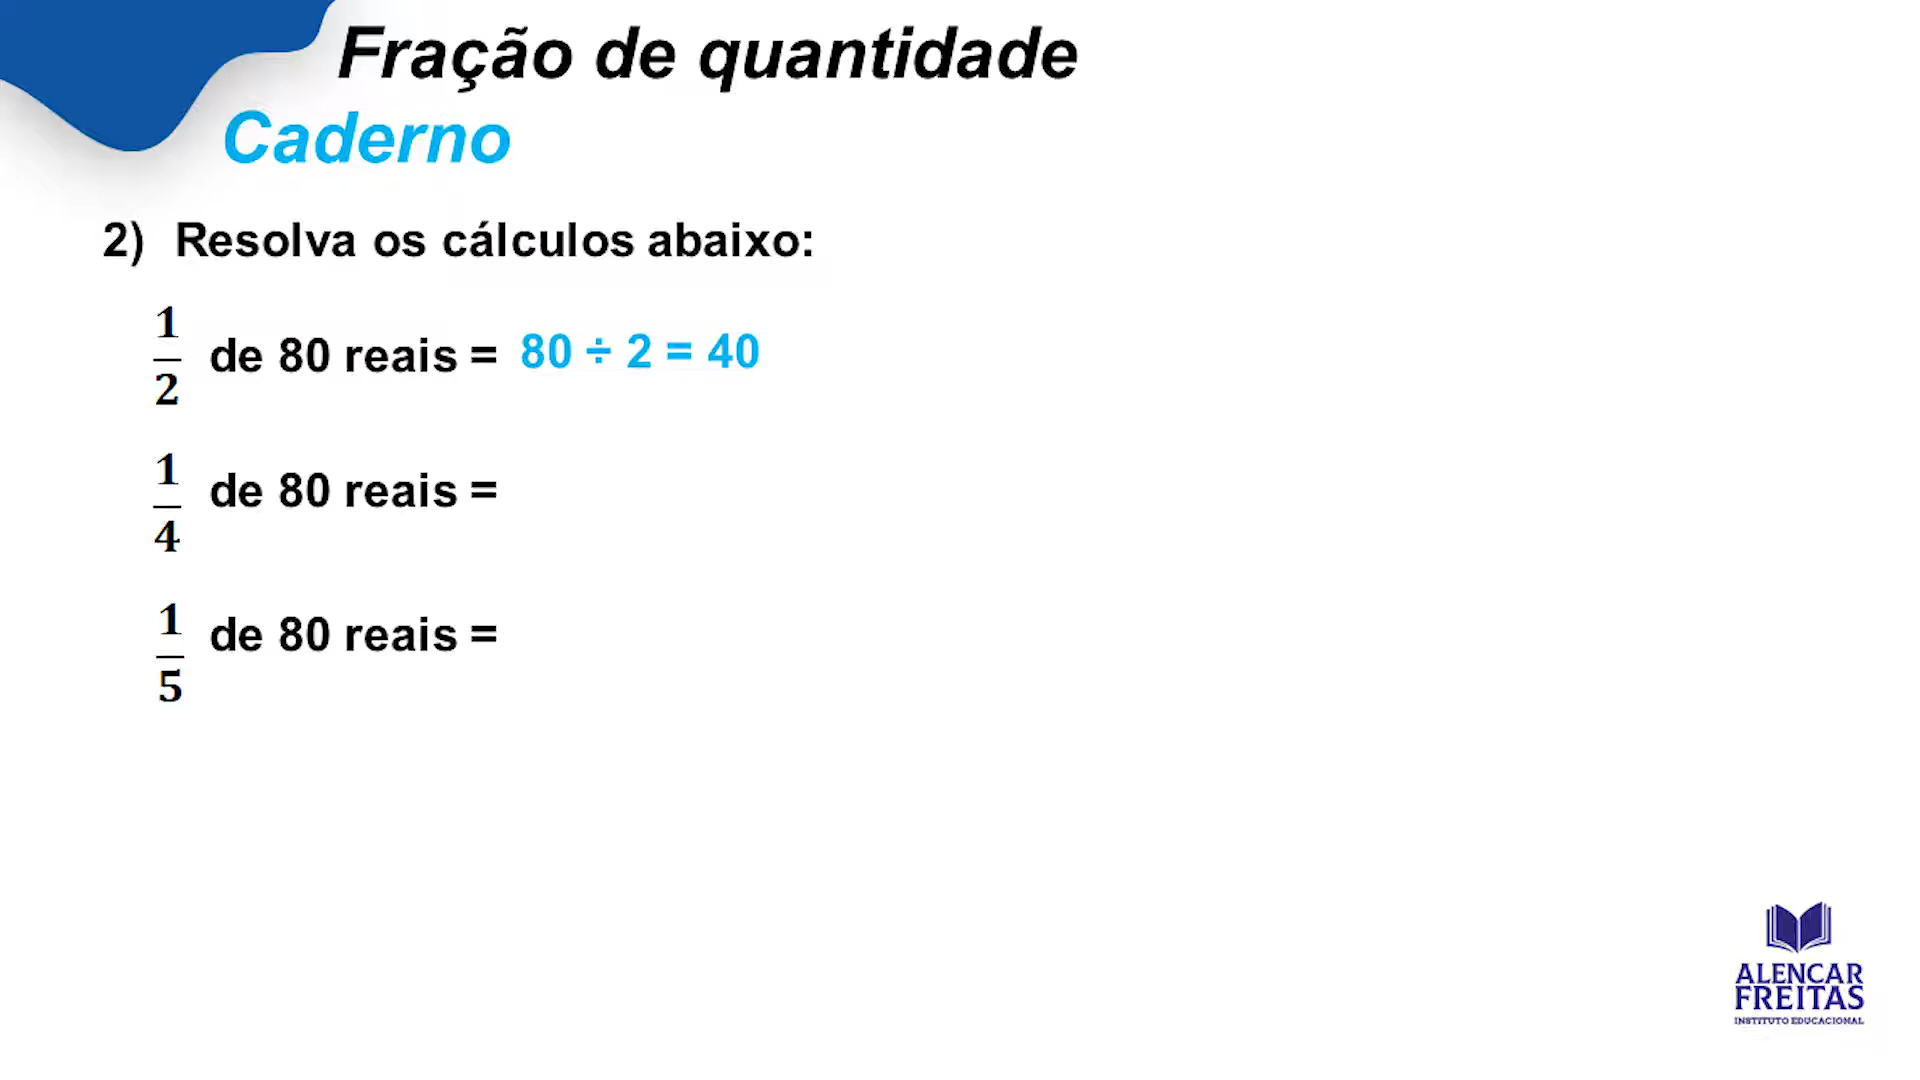 Fração de quantidade
Caderno
2) Resolva os cálculos abaixo:
1/2 de 80 reais = 80 ÷ 2 = 40
1/4 de 80 reais =
1/5 de 80 reais =
ALENCAR
FREITAS
INSTITUTO EDUCACIONAL